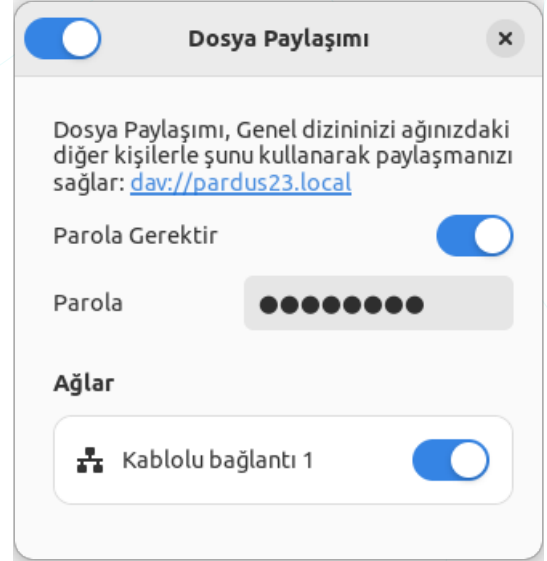 Dosya Paylaşımı
Dosya Paylaşımı, Genel dizininizi ağınızdaki
diğer kişilerle şunu kullanarak paylaşmanızı
sağlar: dav://pardus23.local
Parola Gerektir
Parola ●●●●●●●●
Ağlar
Kablolu bağlantı 1